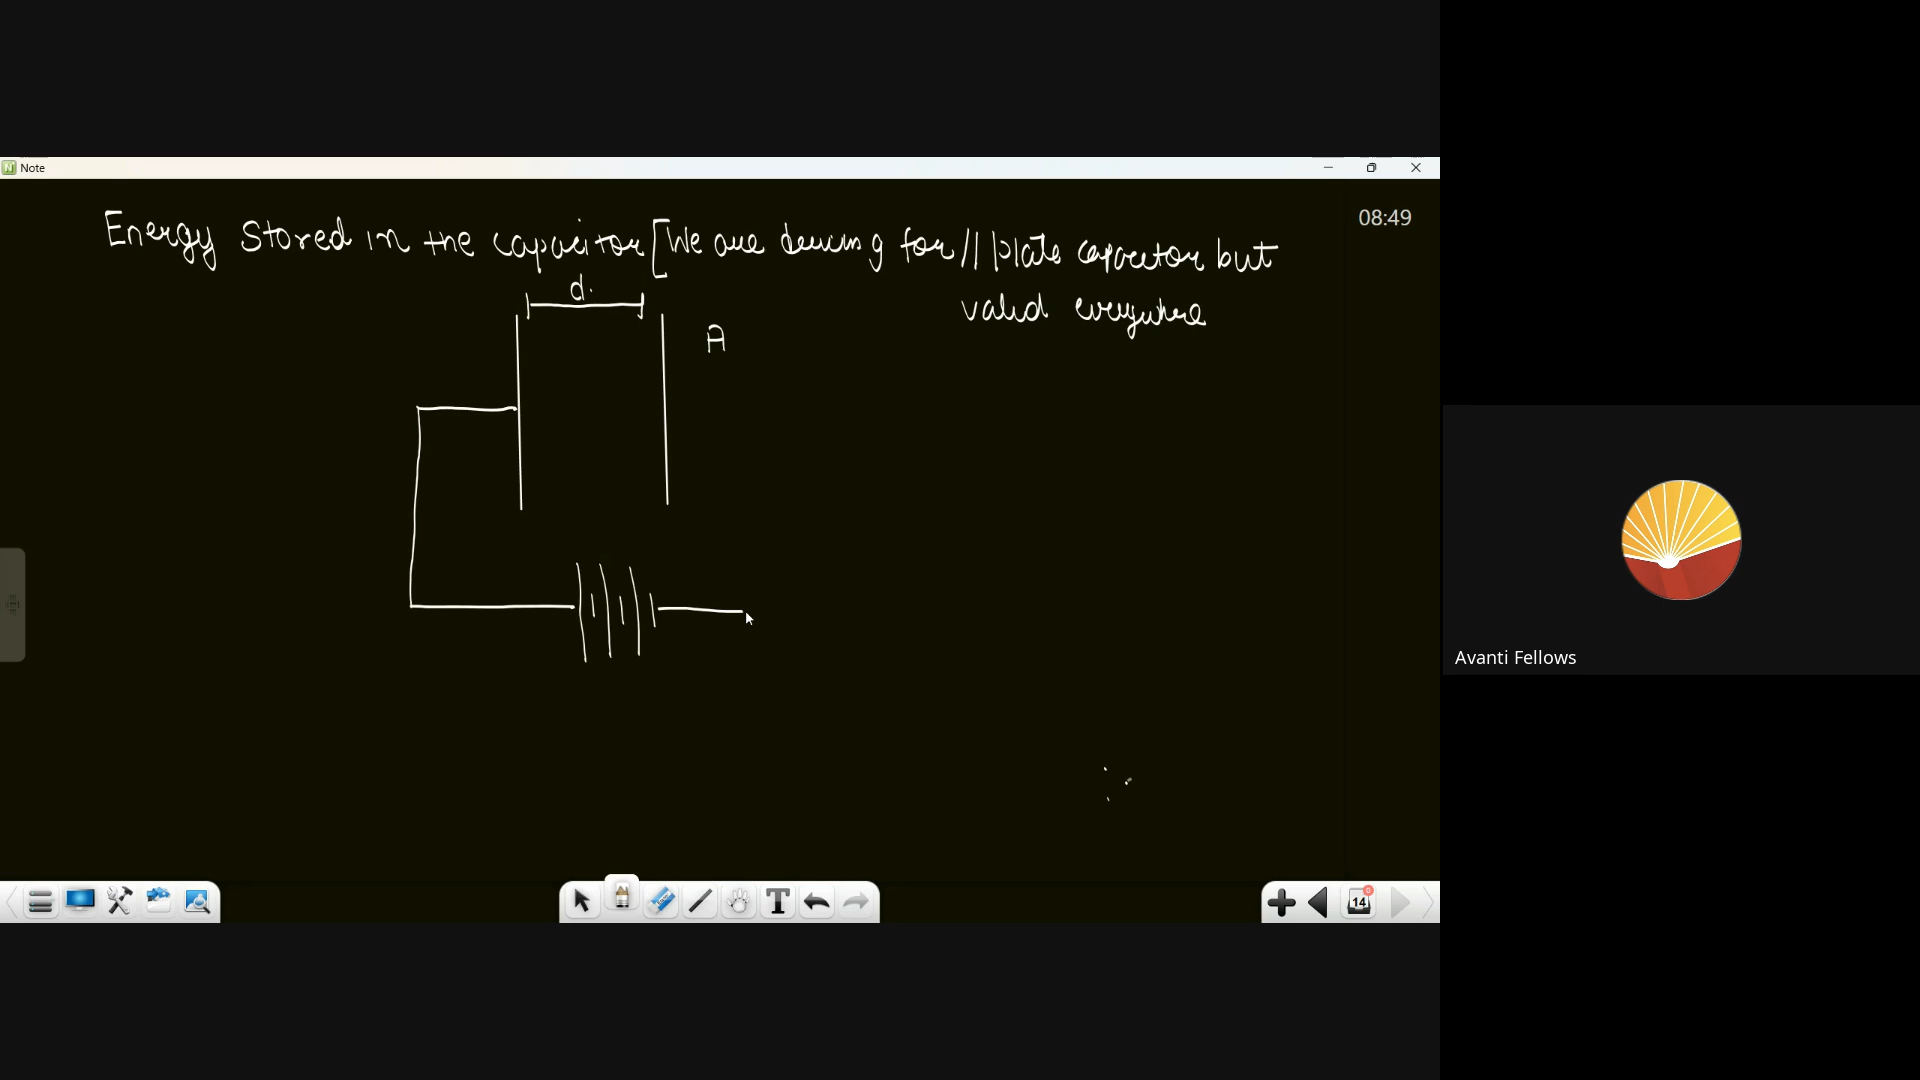 Note
08:49
Energy Stored in the capacitor [We are deriving for // plate capacitor but
valid everywhere
d.
A
Avanti Fellows
T
0
14